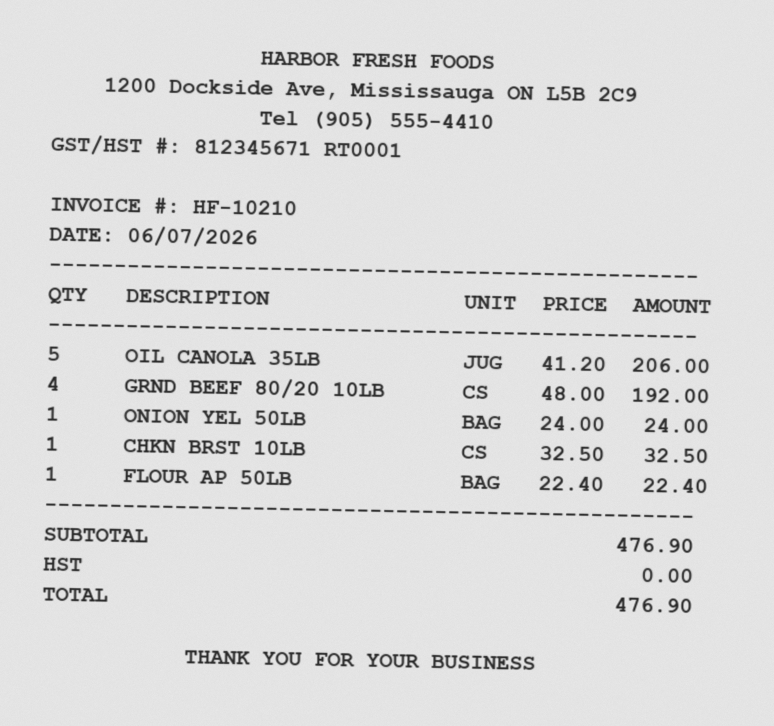 HARBOR FRESH FOODS
1200 Dockside Ave, Mississauga ON L5B 2C9
Tel (905) 555-4410
GST/HST #: 812345671 RT0001
INVOICE #: HF-10210
DATE: 06/07/2026
--------------------------------------------------
QTY DESCRIPTION UNIT PRICE AMOUNT
--------------------------------------------------
5 OIL CANOLA 35LB JUG 41.20 206.00
4 GRND BEEF 80/20 10LB CS 48.00 192.00
1 ONION YEL 50LB BAG 24.00 24.00
1 CHKN BRST 10LB CS 32.50 32.50
1 FLOUR AP 50LB BAG 22.40 22.40
--------------------------------------------------
SUBTOTAL 476.90
HST 0.00
TOTAL 476.90
THANK YOU FOR YOUR BUSINESS